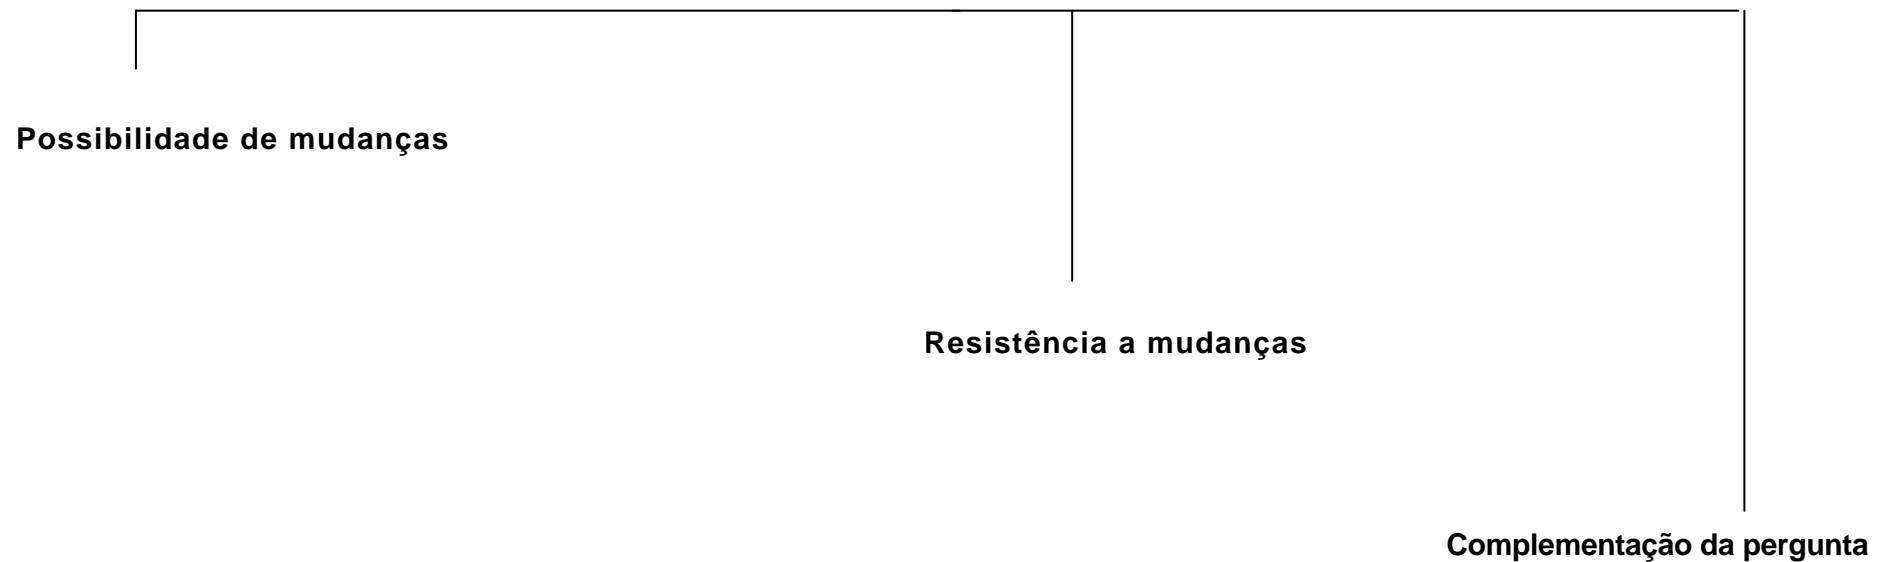 Possibilidade de mudanças
Resistência a mudanças
Complementação da pergunta